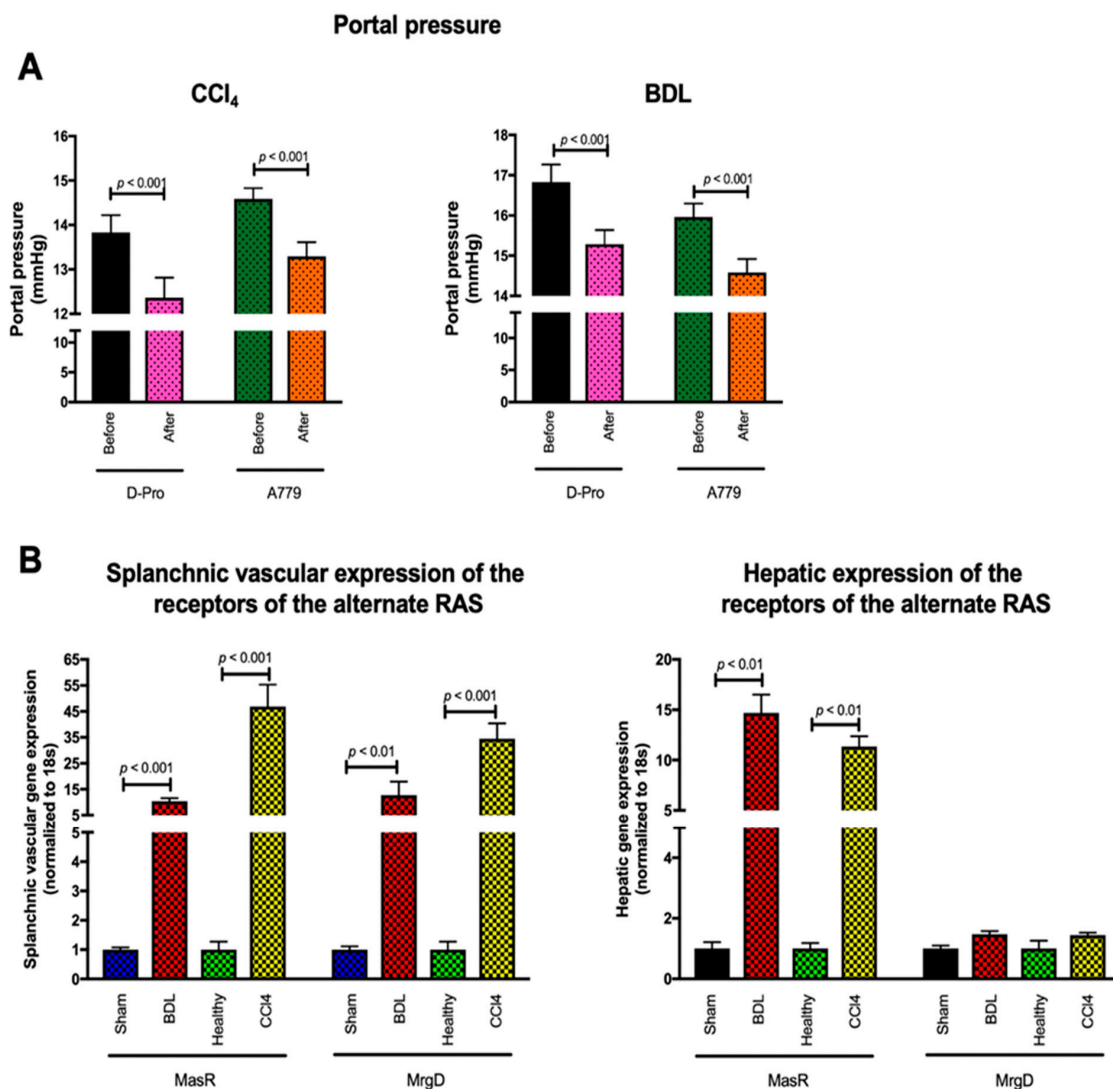 Portal pressure
A
CCl₄
Portal pressure
(mmHg)
16
15
14
13
12
10
5
0
p < 0.001
p < 0.001
Before
After
Before
After
D-Pro
A779
BDL
Portal pressure
(mmHg)
18
17
16
15
14
10
5
0
p < 0.001
p < 0.001
Before
After
Before
After
D-Pro
A779
B
Splanchnic vascular expression of the
receptors of the alternate RAS
Splanchnic vascular gene expression
(normalized to 18s)
65
55
45
35
25
15
5
5
4
3
2
1
0
p < 0.001
p < 0.001
p < 0.01
p < 0.001
Sham
BDL
Healthy
CCl4
Sham
BDL
Healthy
CCl4
MasR
MrgD
Hepatic expression of the
receptors of the alternate RAS
Hepatic gene expression
(normalized to 18s)
20
15
10
5
4
2
0
p < 0.01
p < 0.01
Sham
BDL
Healthy
CCl4
Sham
BDL
Healthy
CCl4
MasR
MrgD